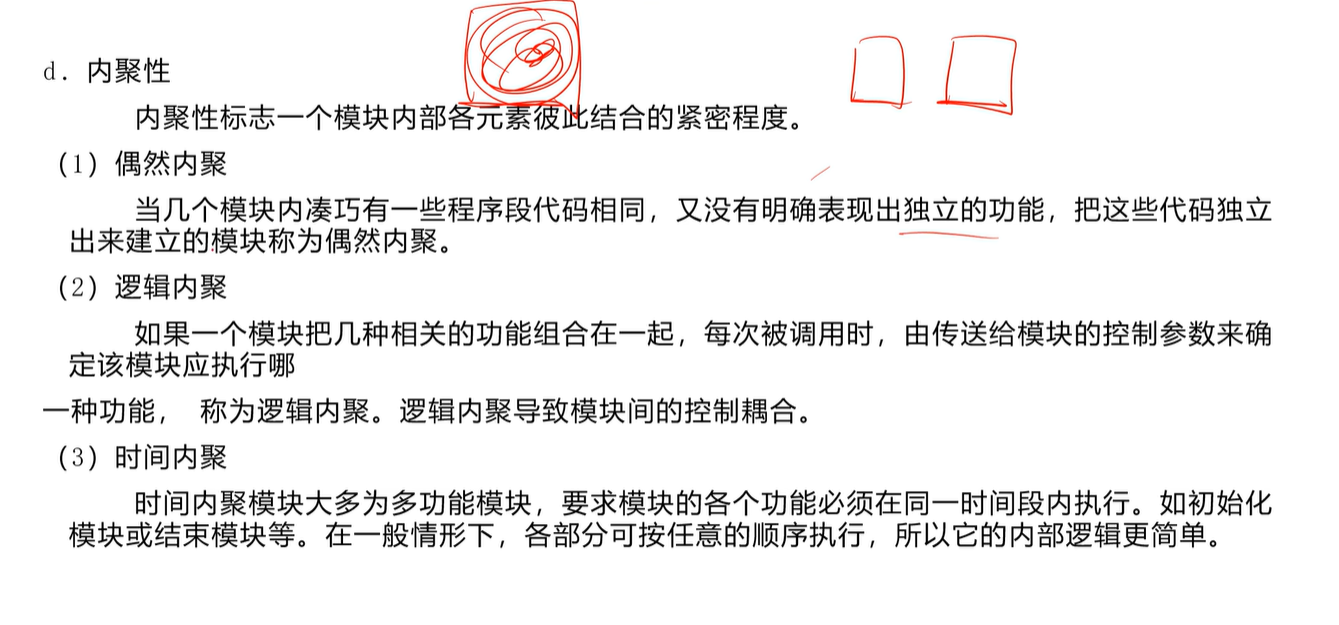 d. 内聚性
内聚性标志一个模块内部各元素彼此结合的紧密程度。
（1）偶然内聚
当几个模块内凑巧有一些程序段代码相同，又没有明确表现出独立的功能，把这些代码独立
出来建立的模块称为偶然内聚。
（2）逻辑内聚
如果一个模块把几种相关的功能组合在一起，每次被调用时，由传送给模块的控制参数来确
定该模块应执行哪
一种功能， 称为逻辑内聚。逻辑内聚导致模块间的控制耦合。
（3）时间内聚
时间内聚模块大多为多功能模块，要求模块的各个功能必须在同一时间段内执行。如初始化
模块或结束模块等。在一般情形下，各部分可按任意的顺序执行，所以它的内部逻辑更简单。